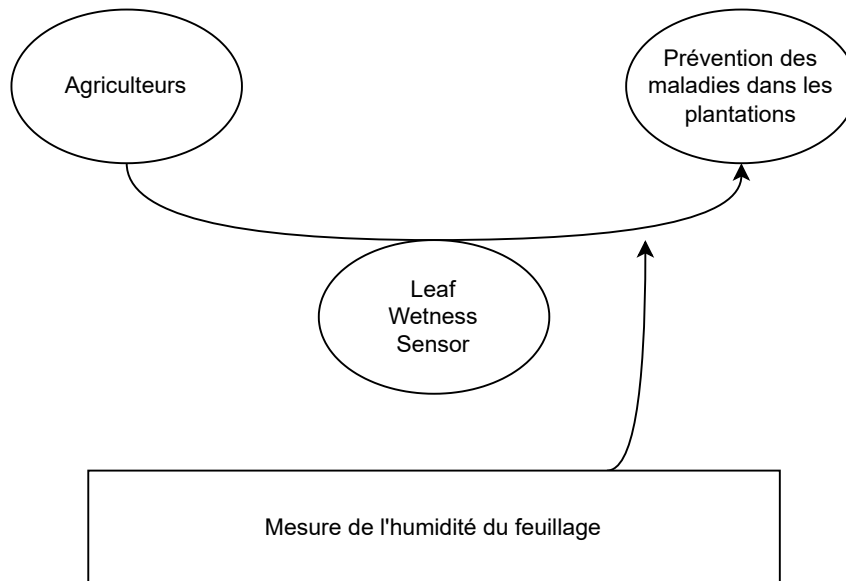 Agriculteurs
Prévention des
maladies dans les
plantations
Leaf
Wetness
Sensor
Mesure de l'humidité du feuillage